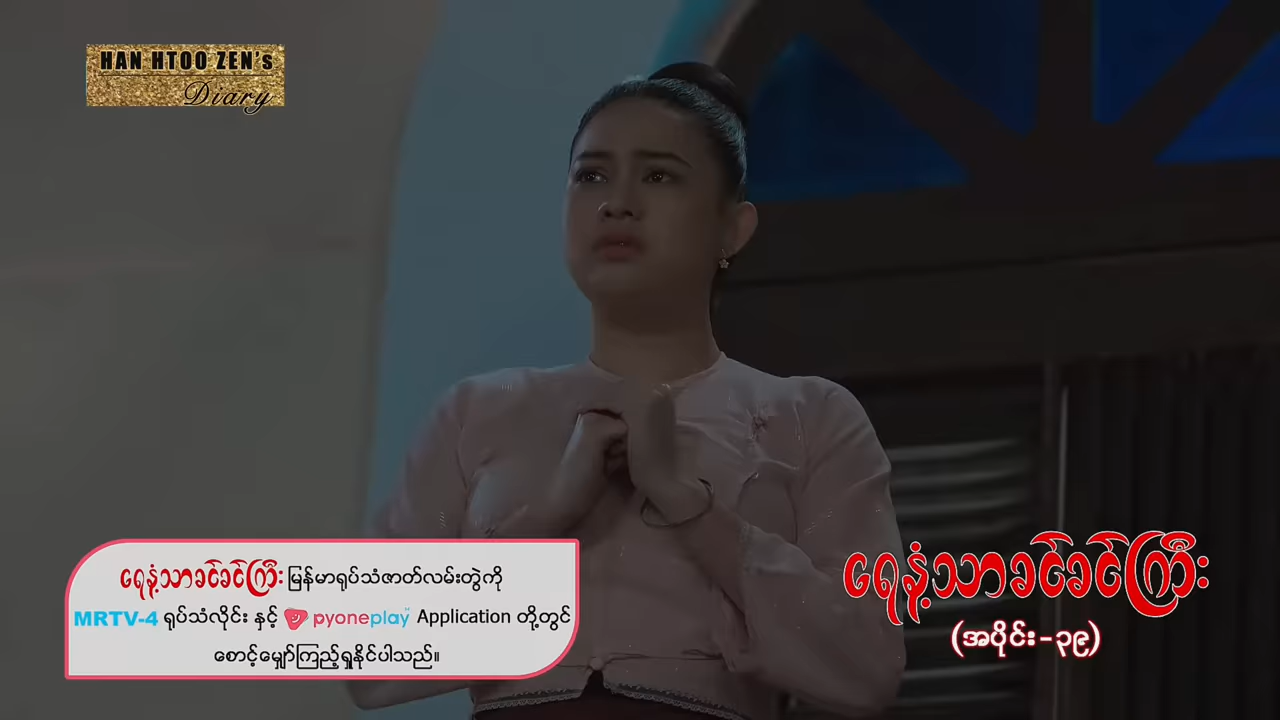 HAN HTOO ZEN's
Diary
ရေနံ့သာခင်ခင်ကြီး မြန်မာရုပ်သံဇာတ်လမ်းတွဲကို
MRTV-4 ရုပ်သံလိုင်း နှင့် pyoneplay Application တို့တွင်
စောင့်မျှော်ကြည့်ရှုနိုင်ပါသည်။
ရေနံ့သာခင်ခင်ကြီး
(အပိုင်း-၃၉)